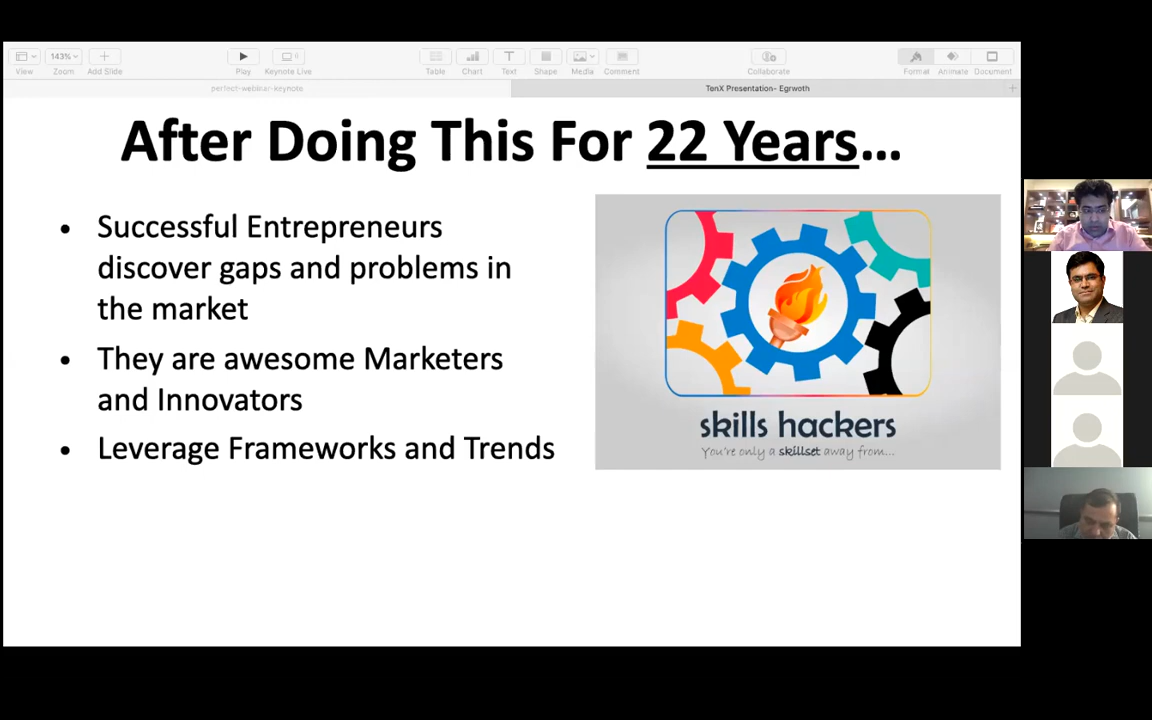 143%
View
Zoom
Add Slide
Play
Keynote Live
Table
Chart
Text
Shape
Media
Comment
Collaborate
Format
Animate
Document
perfect-webinar-keynote
TenX Presentation- Egrwoth
After Doing This For 22 Years...
• Successful Entrepreneurs
discover gaps and problems in
the market
• They are awesome Marketers
and Innovators
• Leverage Frameworks and Trends
skills hackers
You're only a skillset away from...